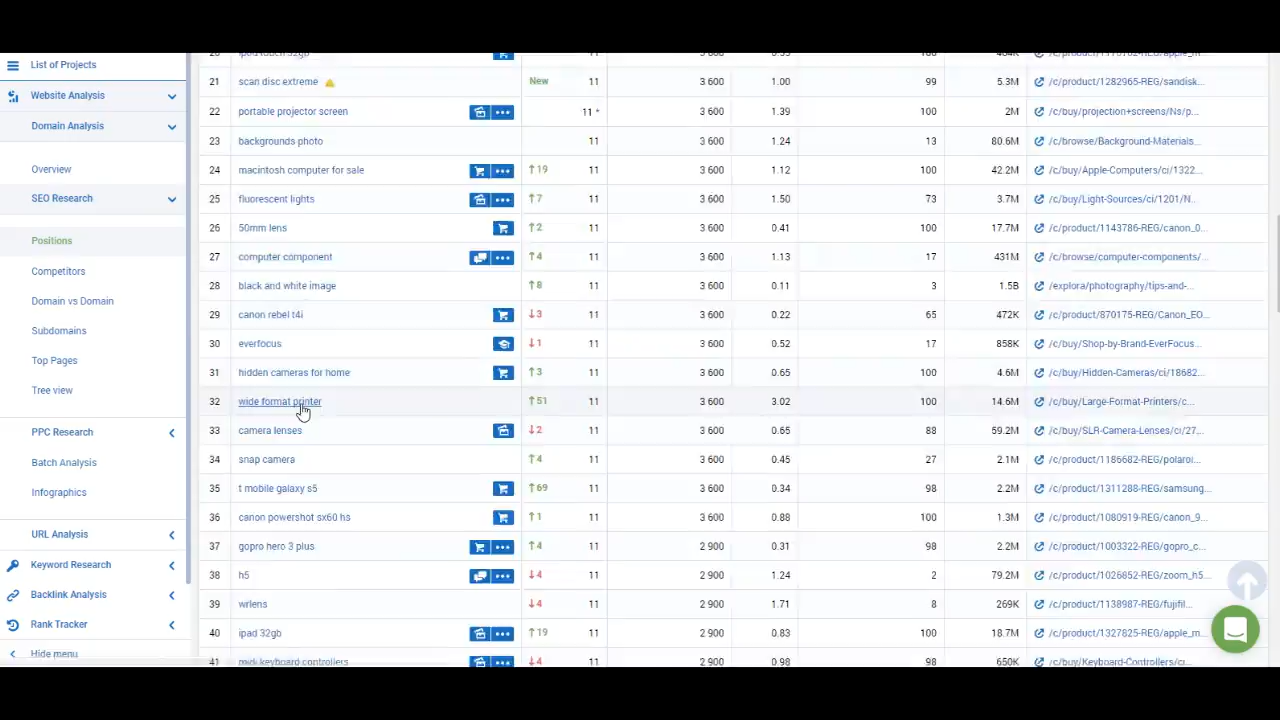 List of Projects
Website Analysis
Domain Analysis
Overview
SEO Research
Positions
Competitors
Domain vs Domain
Subdomains
Top Pages
Tree view
PPC Research
Batch Analysis
Infographics
URL Analysis
Keyword Research
Backlink Analysis
Rank Tracker
Hide menu
21 scan disc extreme New 11 3 600 1.00 99 5.3M /c/product/1282965-REG/sandisk...
22 portable projector screen 11 * 3 600 1.39 100 2M /c/buy/projection+screens/Ns/p...
23 backgrounds photo 11 3 600 1.24 13 80.6M /c/browse/Background-Materials...
24 macintosh computer for sale 19 11 3 600 1.12 100 42.2M /c/buy/Apple-Computers/ci/1322...
25 fluorescent lights 7 11 3 600 1.50 73 3.7M /c/buy/Light-Sources/ci/1201/N...
26 50mm lens 2 11 3 600 0.41 100 17.7M /c/product/1143786-REG/canon_0...
27 computer component 4 11 3 600 1.13 17 431M /c/browse/computer-components/...
28 black and white image 8 11 3 600 0.11 3 1.5B /explora/photography/tips-and-...
29 canon rebel t4i 3 11 3 600 0.22 65 472K /c/product/870175-REG/Canon_EO...
30 everfocus 1 11 3 600 0.52 17 858K /c/buy/Shop-by-Brand-EverFocus...
31 hidden cameras for home 3 11 3 600 0.65 100 4.6M /c/buy/Hidden-Cameras/ci/18682...
32 wide format printer 51 11 3 600 3.02 100 14.6M /c/buy/Large-Format-Printers/c...
33 camera lenses 2 11 3 600 0.65 88 59.2M /c/buy/SLR-Camera-Lenses/ci/27...
34 snap camera 4 11 3 600 0.45 27 2.1M /c/product/1186682-REG/polaroi...
35 t mobile galaxy s5 69 11 3 600 0.34 98 2.2M /c/product/1311288-REG/samsung...
36 canon powershot sx60 hs 1 11 3 600 0.88 100 1.3M /c/product/1080919-REG/canon_9...
37 gopro hero 3 plus 4 11 2 900 0.31 98 2.2M /c/product/1003322-REG/gopro_c...
38 h5 4 11 2 900 1.24 2 79.2M /c/product/1026852-REG/zoom_h5...
39 wrlens 4 11 2 900 1.71 8 269K /c/product/1138987-REG/fujifil...
40 ipad 32gb 19 11 2 900 0.83 100 18.7M /c/product/1327825-REG/apple_m...
41 midi keyboard controllers 4 11 2 900 0.98 98 650K /c/buy/Keyboard-Controllers/ci...